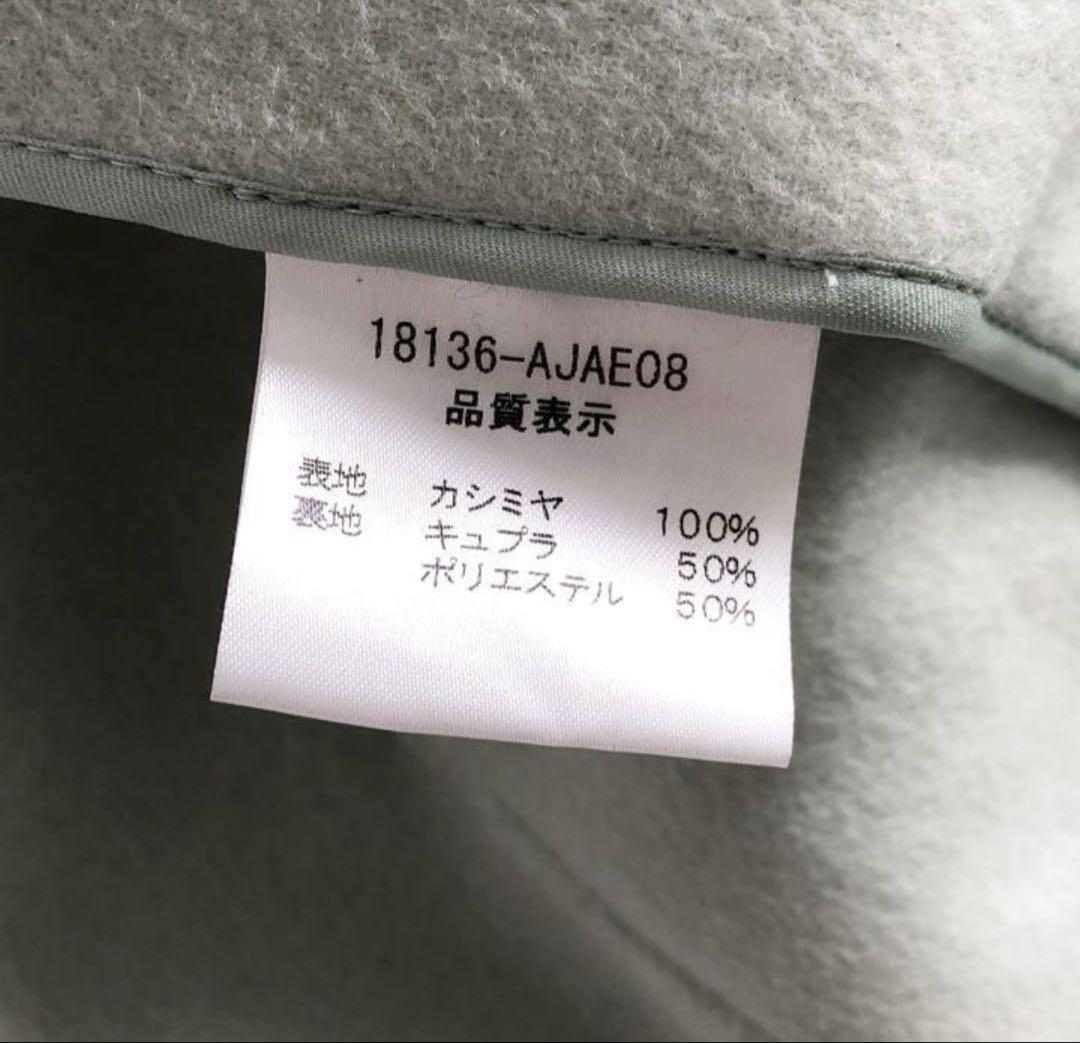 18136-AJAE08
品質表示
表地 カシミヤ 100%
裏地 キュプラ 50%
ポリエステル 50%